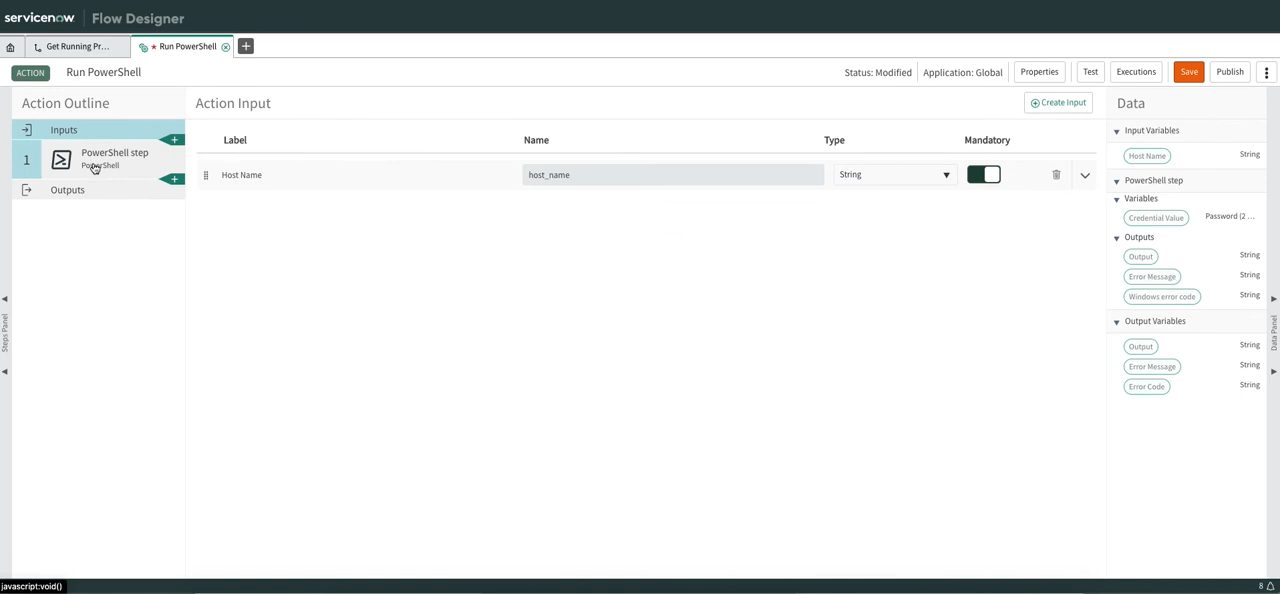 servicenow Flow Designer
Get Running Pr... * Run PowerShell
ACTION Run PowerShell Status: Modified Application: Global Properties Test Executions Save Publish
Action Outline
Inputs
1 PowerShell step
PowerShell
Outputs
Action Input Create Input
Label Name Type Mandatory
Host Name host_name String
Data
Input Variables
Host Name String
PowerShell step
Variables
Credential Value Password (2 ...
Outputs
Output String
Error Message String
Windows error code String
Output Variables
Output String
Error Message String
Error Code String
Steps Panel
Data Panel
javascript:void()
8